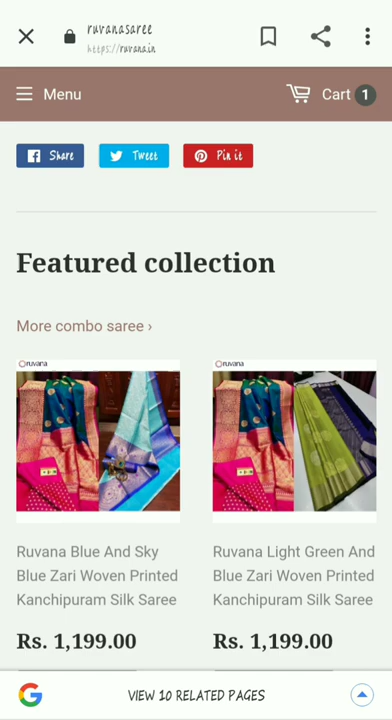 ruvanasaree
https://ruvana.in
Menu
Cart 1
Share
Tweet
Pin it
Featured collection
More combo saree ›
ruvana
ruvana
Ruvana Blue And Sky
Blue Zari Woven Printed
Kanchipuram Silk Saree
Rs. 1,199.00
Ruvana Light Green And
Blue Zari Woven Printed
Kanchipuram Silk Saree
Rs. 1,199.00
VIEW 10 RELATED PAGES